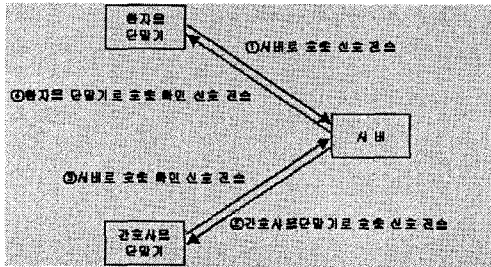 환자용
단말기
①서버로 호출 신호 전송
④환자용 단말기로 호출 확인 신호 전송
서 버
③서버로 호출 확인 신호 전송
②간호사용단말기로 호출 신호 전송
간호사용
단말기